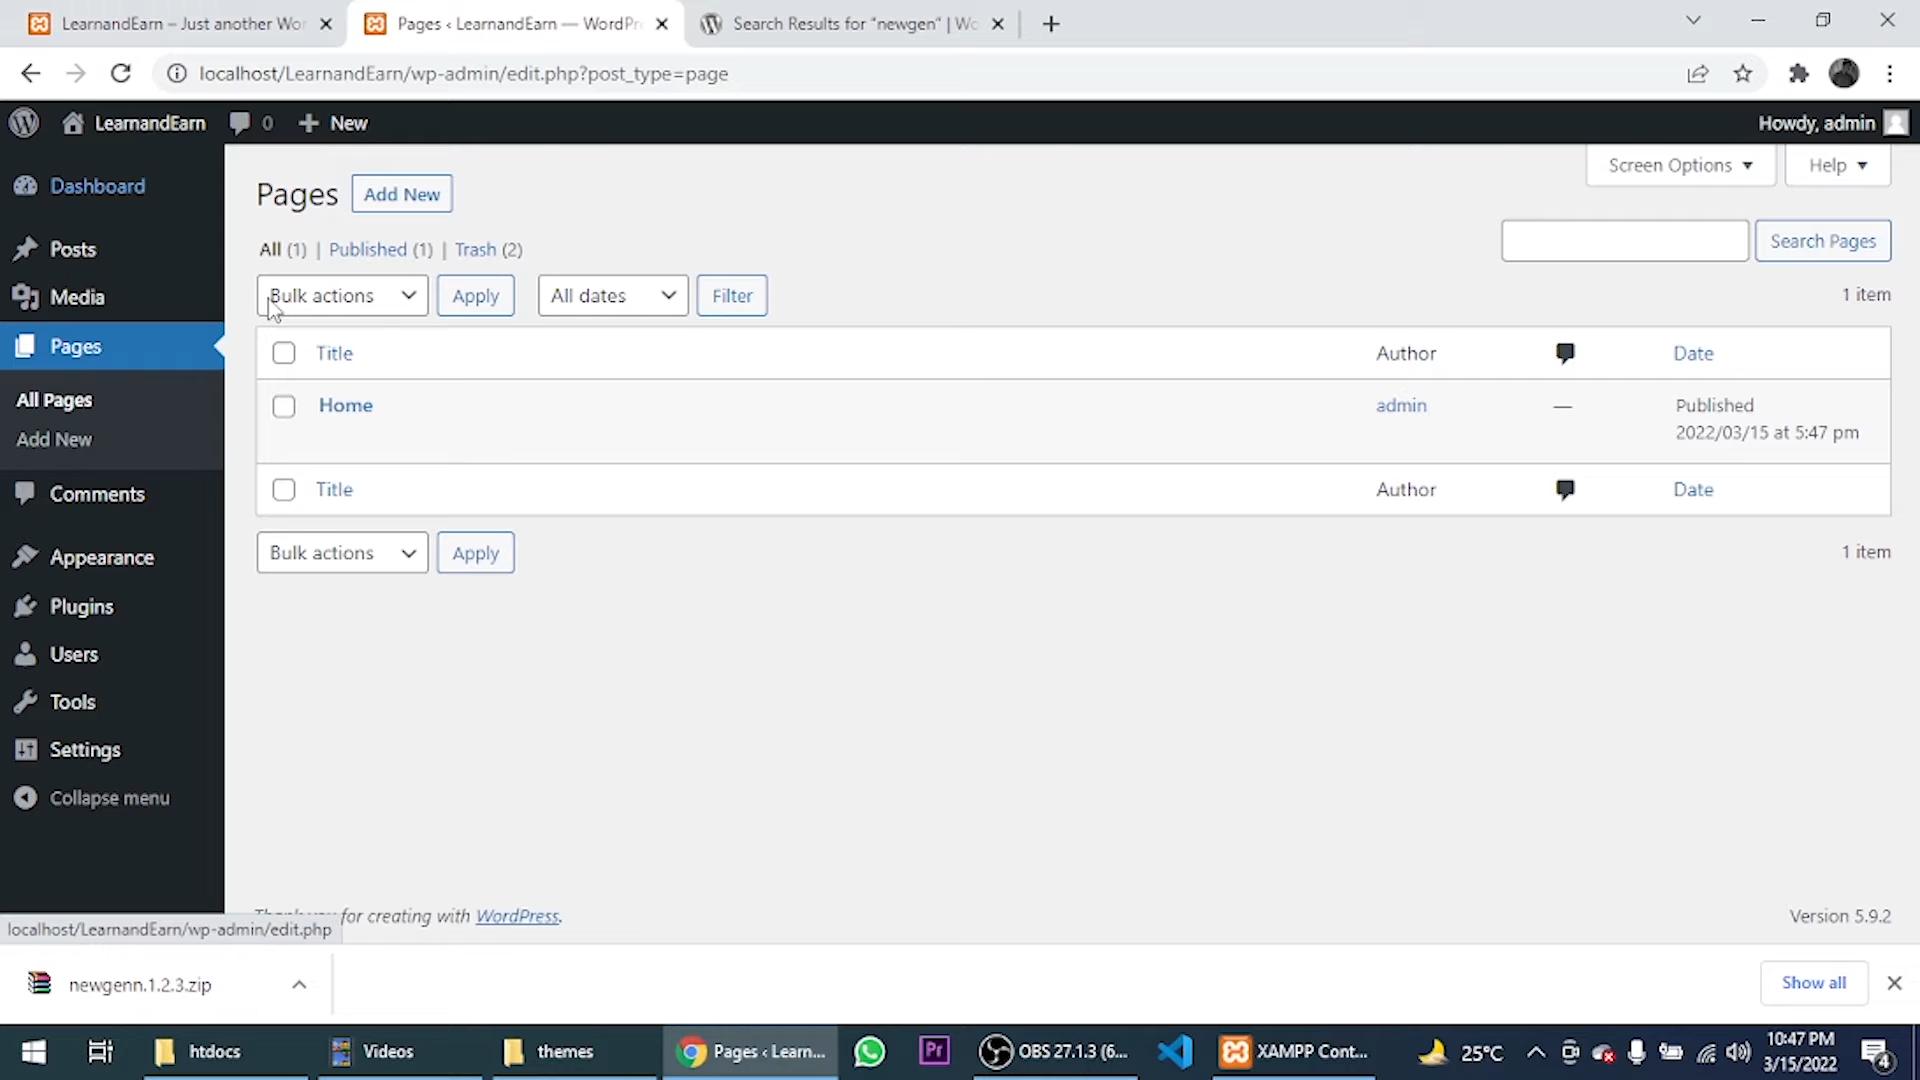 LearnandEarn – Just another Wor
Pages ‹ LearnandEarn — WordPr
Search Results for "newgen" | Wo
localhost/LearnandEarn/wp-admin/edit.php?post_type=page
LearnandEarn 0 New
Howdy, admin
Dashboard
Posts
Media
Pages
All Pages
Add New
Comments
Appearance
Plugins
Users
Tools
Settings
Collapse menu
Screen Options
Help
Pages Add New
All (1) | Published (1) | Trash (2)
Search Pages
Bulk actions Apply All dates Filter
1 item
Title Author Date
Home admin — Published
2022/03/15 at 5:47 pm
Title Author Date
Bulk actions Apply
1 item
Thank you for creating with WordPress.
Version 5.9.2
localhost/LearnandEarn/wp-admin/edit.php
newgenn.1.2.3.zip
Show all
htdocs
Videos
themes
Pages ‹ Learn...
Pr
OBS 27.1.3 (6...
XAMPP Cont...
25°C
10:47 PM
3/15/2022
4